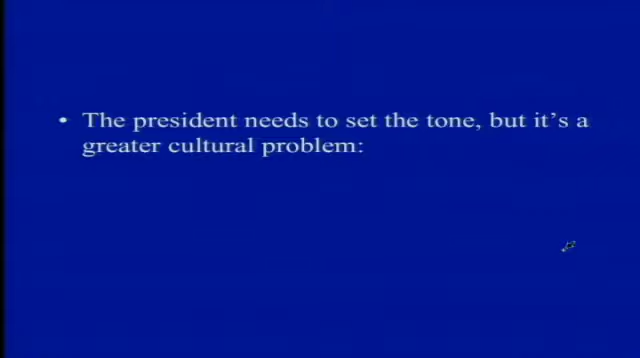 • The president needs to set the tone, but it’s a
greater cultural problem: